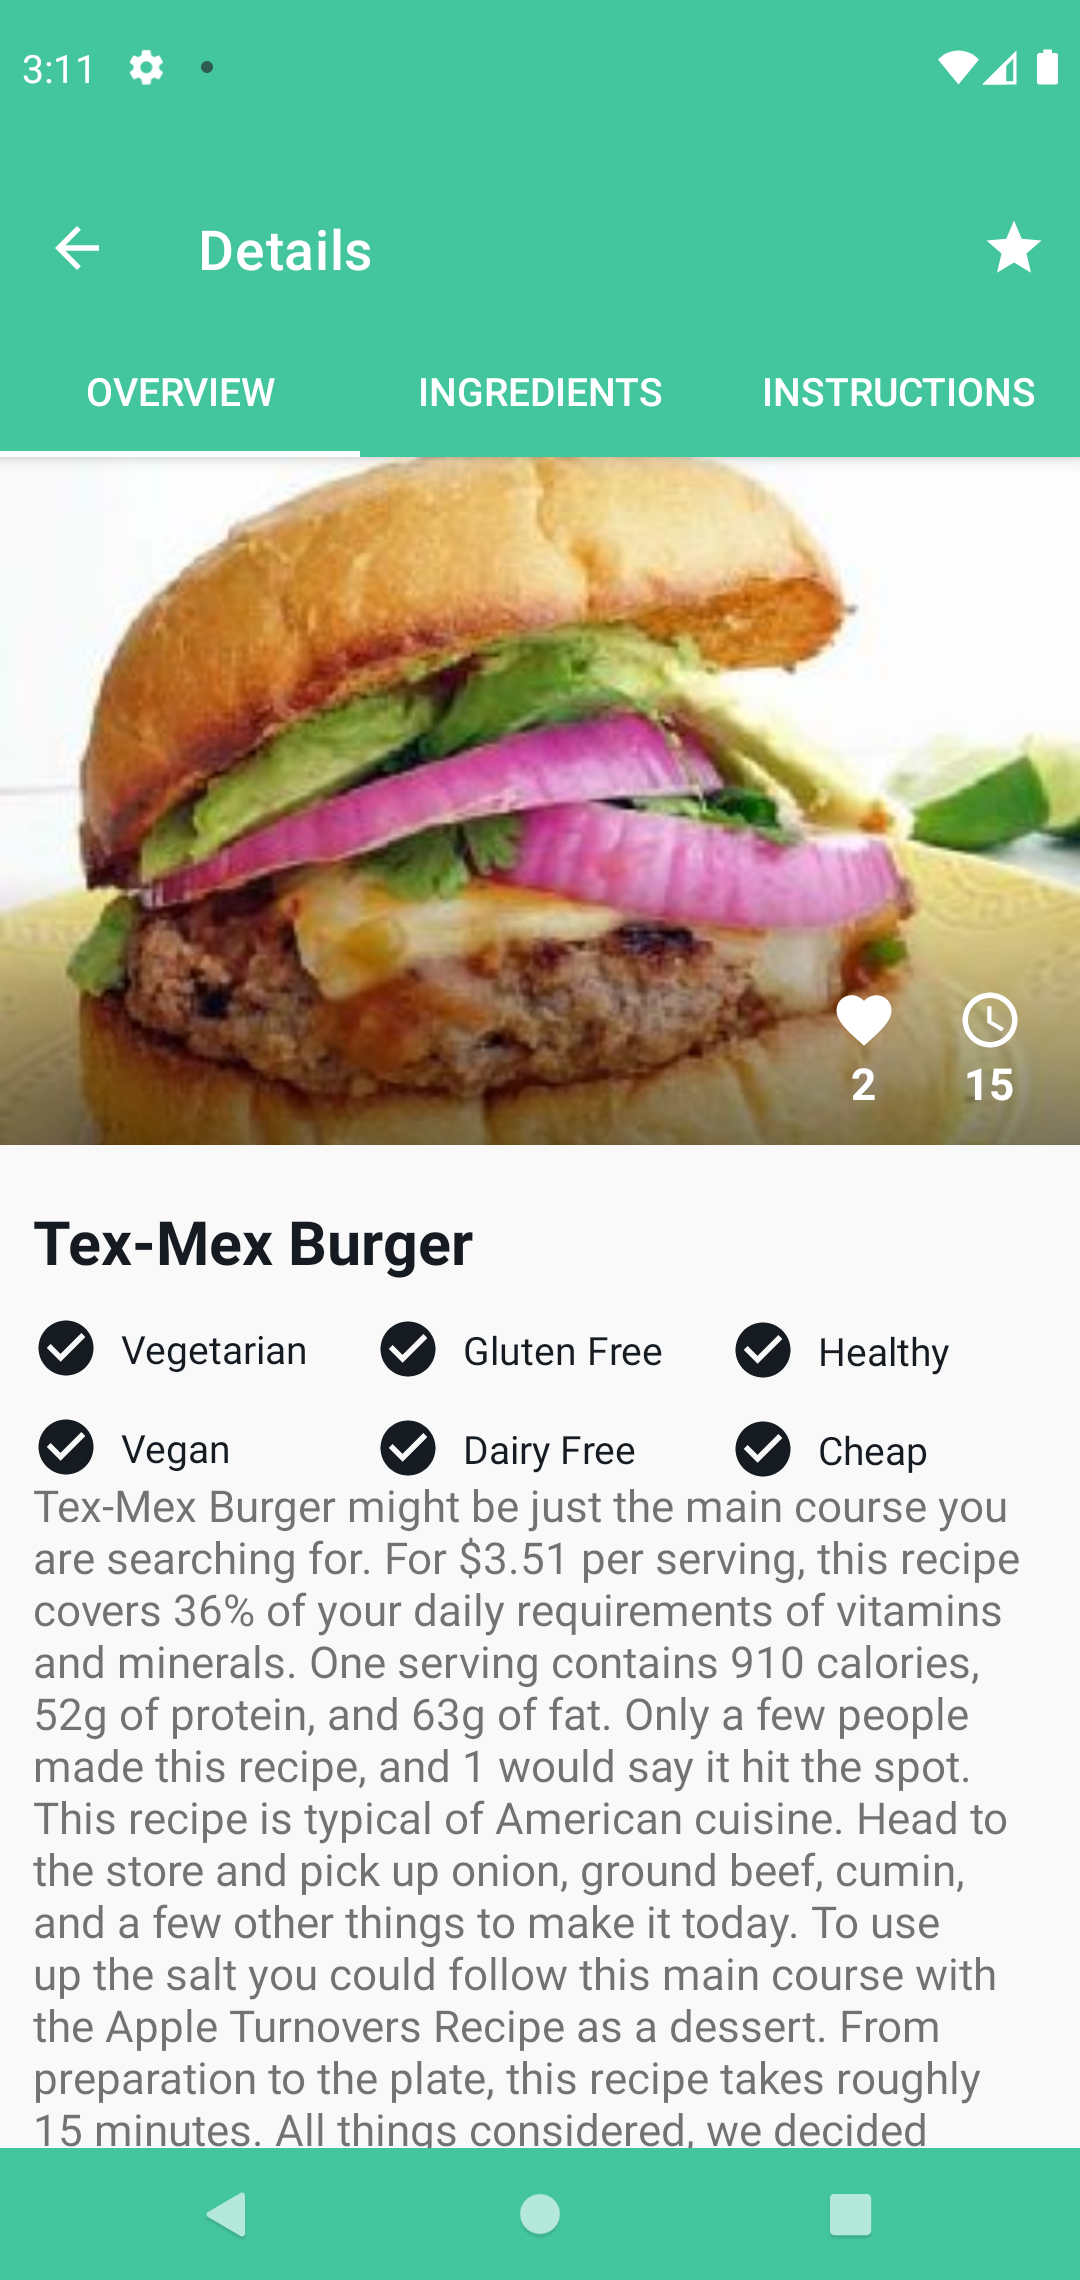 3:11
Details
OVERVIEW INGREDIENTS INSTRUCTIONS
2 15
Tex-Mex Burger
Vegetarian Gluten Free Healthy
Vegan Dairy Free Cheap
Tex-Mex Burger might be just the main course you
are searching for. For $3.51 per serving, this recipe
covers 36% of your daily requirements of vitamins
and minerals. One serving contains 910 calories,
52g of protein, and 63g of fat. Only a few people
made this recipe, and 1 would say it hit the spot.
This recipe is typical of American cuisine. Head to
the store and pick up onion, ground beef, cumin,
and a few other things to make it today. To use
up the salt you could follow this main course with
the Apple Turnovers Recipe as a dessert. From
preparation to the plate, this recipe takes roughly
15 minutes. All things considered, we decided